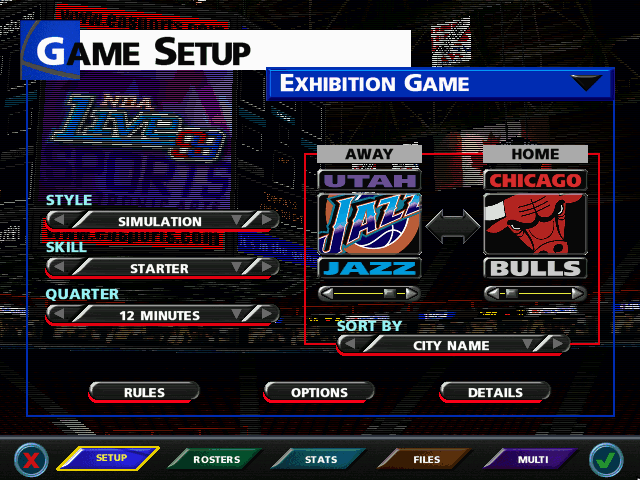 www.easports.com
GAME SETUP
EXHIBITION GAME
NBA
Live 99
SPORTS
AWAY
HOME
UTAH
CHICAGO
STYLE
SIMULATION
JAZZ
www.easports.com
SKILL
STARTER
JAZZ
BULLS
QUARTER
12 MINUTES
SORT BY
CITY NAME
RULES
OPTIONS
DETAILS
SETUP
ROSTERS
STATS
FILES
MULTI